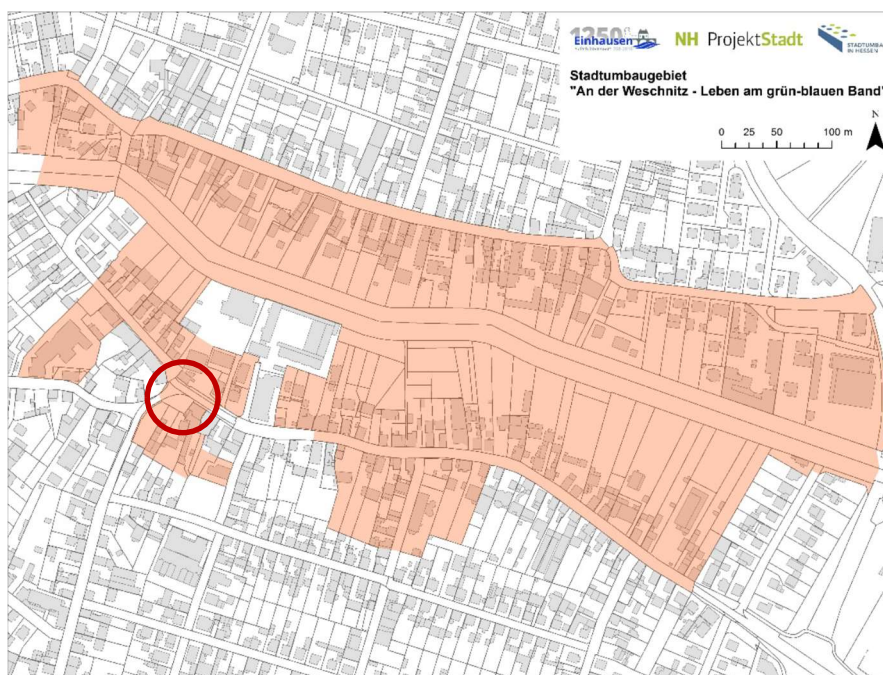 1250
Einhausen
NH ProjektStadt
STADTUMBAU
IN HESSEN
Stadtumbaugebiet
"An der Weschnitz - Leben am grün-blauen Band"
N
0 25 50 100 m